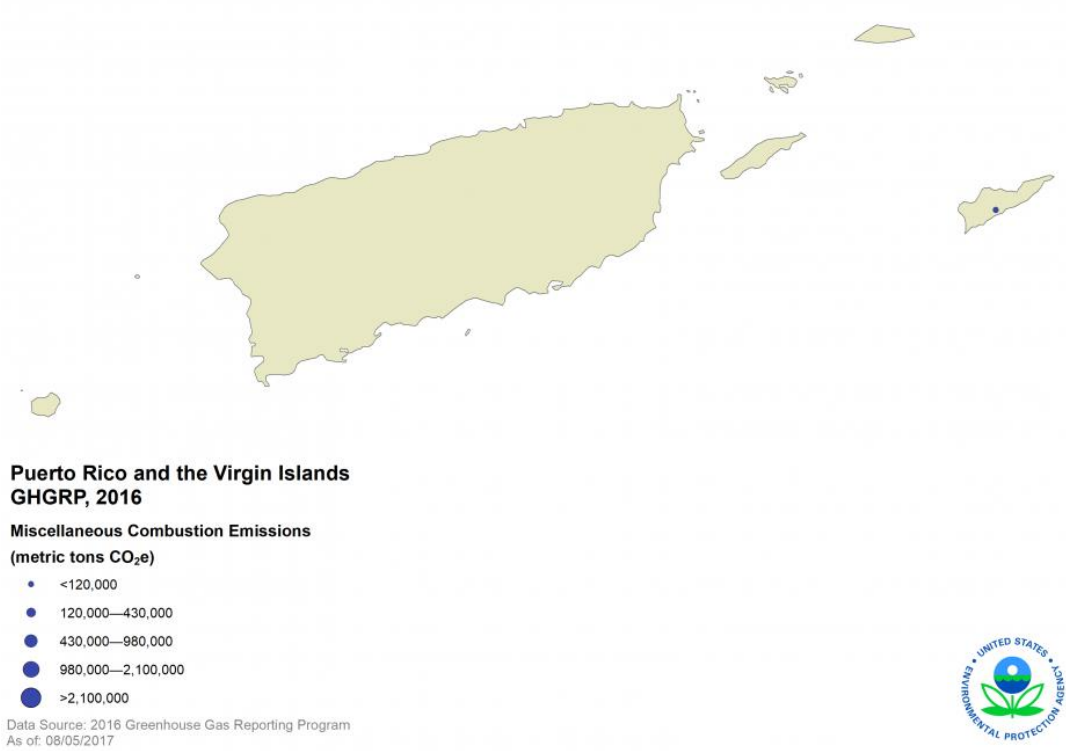 Puerto Rico and the Virgin Islands
GHGRP, 2016
Miscellaneous Combustion Emissions
(metric tons CO₂e)
<120,000
120,000—430,000
430,000—980,000
980,000—2,100,000
>2,100,000
Data Source: 2016 Greenhouse Gas Reporting Program
As of: 08/05/2017
UNITED STATES
ENVIRONMENTAL PROTECTION AGENCY